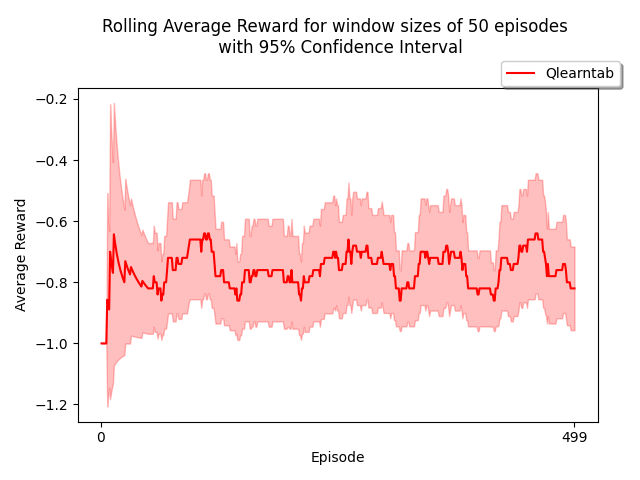 Rolling Average Reward for window sizes of 50 episodes
with 95% Confidence Interval
Qlearntab
−0.2
−0.4
−0.6
−0.8
−1.0
−1.2
Average Reward
0
499
Episode